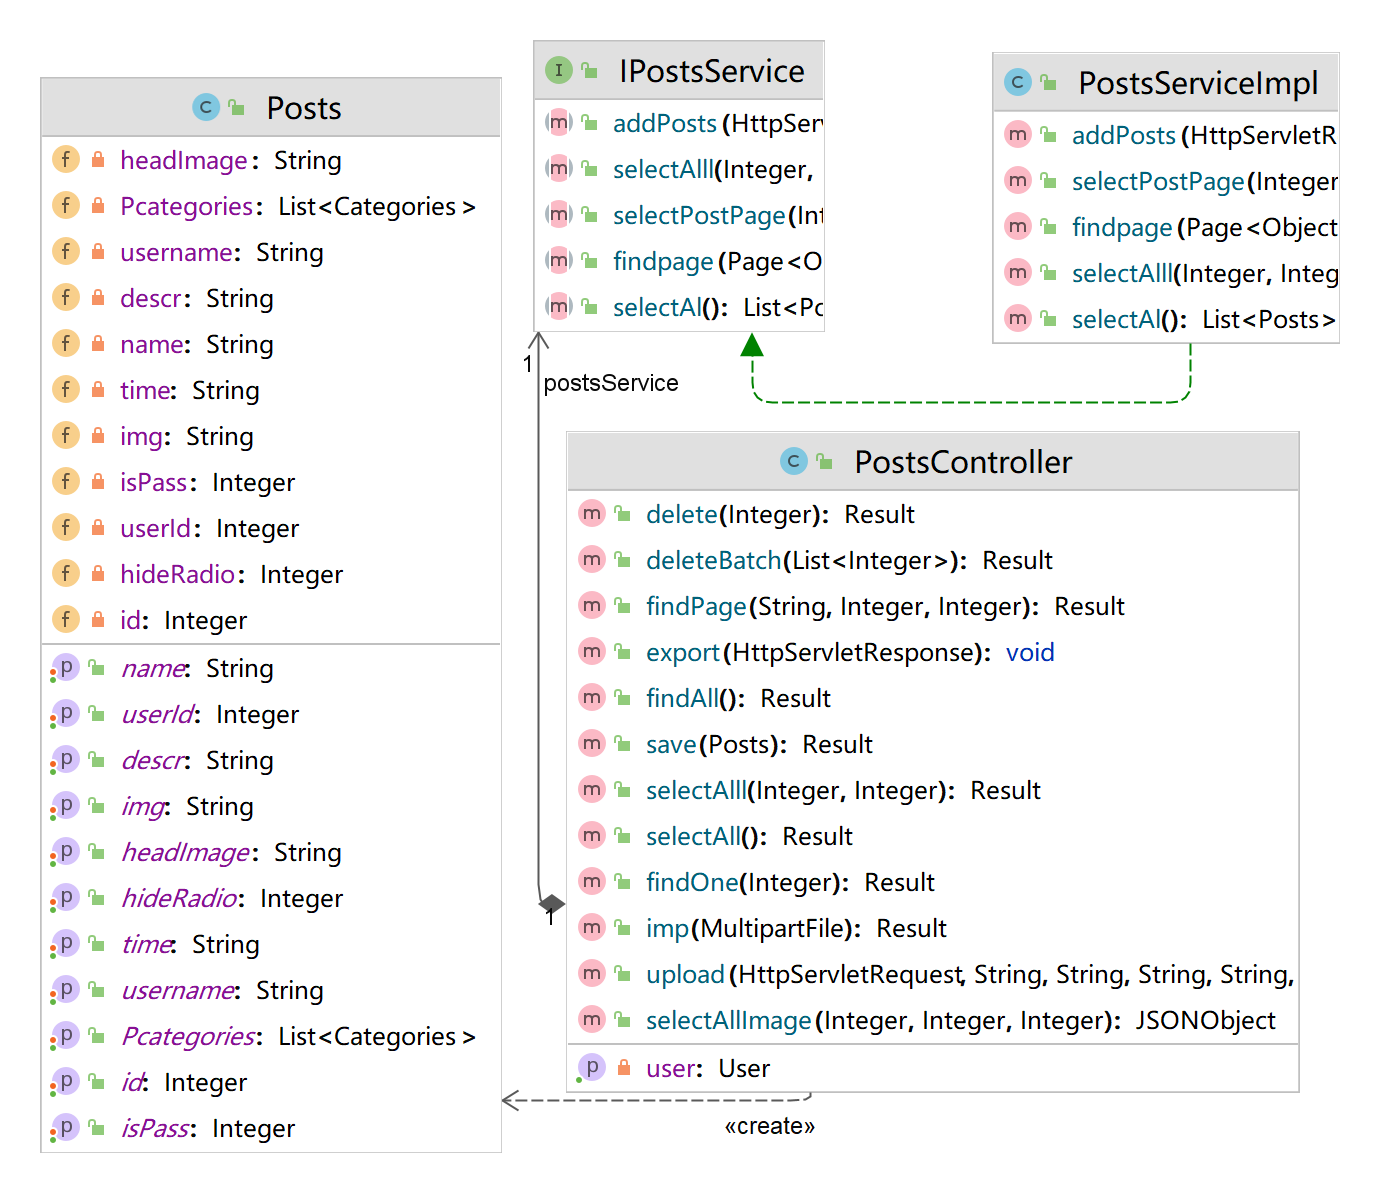 Posts
headImage: String
Pcategories: List<Categories>
username: String
descr: String
name: String
time: String
img: String
isPass: Integer
userId: Integer
hideRadio: Integer
id: Integer
name: String
userId: Integer
descr: String
img: String
headImage: String
hideRadio: Integer
time: String
username: String
Pcategories: List<Categories>
id: Integer
isPass: Integer
IPostsService
addPosts(HttpSer
selectAlll(Integer,
selectPostPage(Int
findpage(Page<O
selectAl(): List<Po
PostsServiceImpl
addPosts(HttpServletR
selectPostPage(Integer
findpage(Page<Object
selectAlll(Integer, Integ
selectAl(): List<Posts>
1
postsService
PostsController
delete(Integer): Result
deleteBatch(List<Integer>): Result
findPage(String, Integer, Integer): Result
export(HttpServletResponse): void
findAll(): Result
save(Posts): Result
selectAlll(Integer, Integer): Result
selectAll(): Result
findOne(Integer): Result
imp(MultipartFile): Result
upload(HttpServletRequest, String, String, String, String,
selectAllImage(Integer, Integer, Integer): JSONObject
user: User
1
«create»